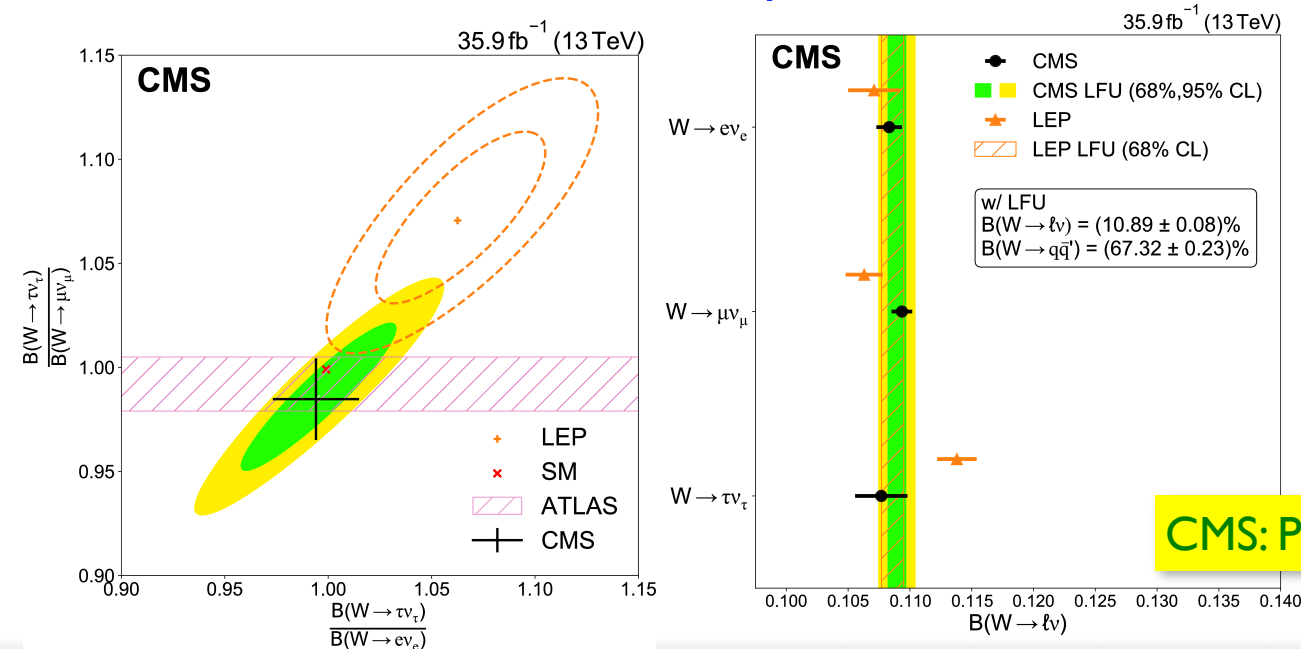 35.9 fb⁻¹ (13 TeV)
CMS
1.15
1.10
1.05
1.00
0.95
0.90
B(W→τν_τ)
B(W→μν_μ)
LEP
SM
ATLAS
CMS
0.90
0.95
1.00
1.05
1.10
1.15
B(W→τν_τ)
B(W→eν_e)
35.9 fb⁻¹ (13 TeV)
CMS
CMS
CMS LFU (68%,95% CL)
LEP
LEP LFU (68% CL)
W→eν_e
w/ LFU
B(W→ℓν) = (10.89 ± 0.08)%
B(W→qq̄') = (67.32 ± 0.23)%
W→μν_μ
W→τν_τ
CMS: P
0.100
0.105
0.110
0.115
0.120
0.125
0.130
0.135
0.140
B(W→ℓν)